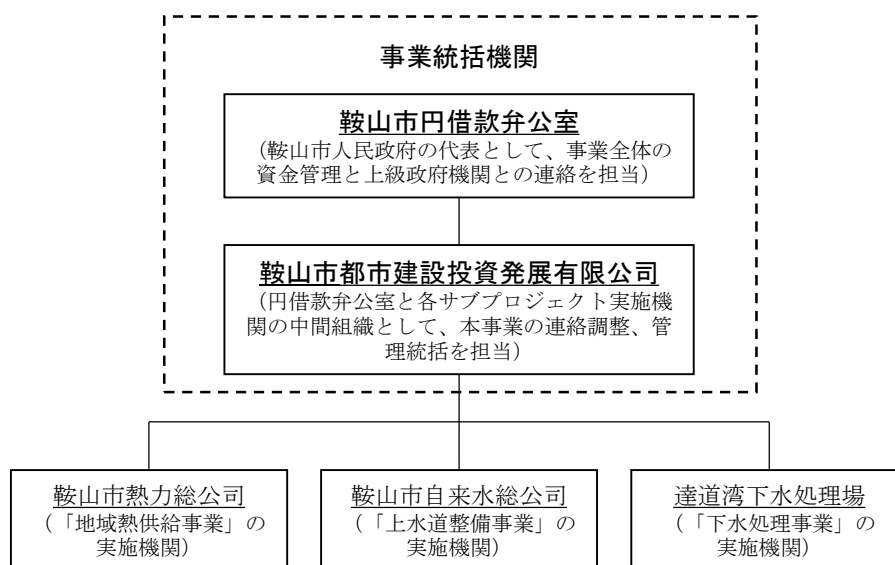 事業統括機関
鞍山市円借款弁公室
（鞍山市人民政府の代表として、事業全体の
資金管理と上級政府機関との連絡を担当）
鞍山市都市建設投資発展有限公司
（円借款弁公室と各サブプロジェクト実施機
関の中間組織として、本事業の連絡調整、管
理統括を担当）
鞍山市熱力総公司
（「地域熱供給事業」の
実施機関）
鞍山市自来水総公司
（「上水道整備事業」の
実施機関）
達道湾下水処理場
（「下水処理事業」の
実施機関）